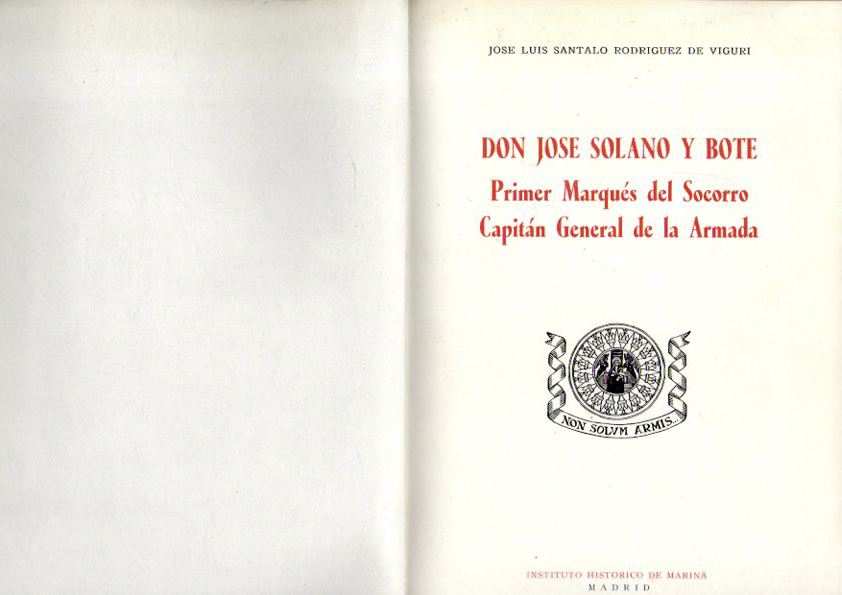 JOSE LUIS SANTALO RODRIGUEZ DE VIGURI
DON JOSE SOLANO Y BOTE
Primer Marqués del Socorro
Capitán General de la Armada
NON SOLVM ARMIS...
INSTITUTO HISTORICO DE MARINA
MADRID